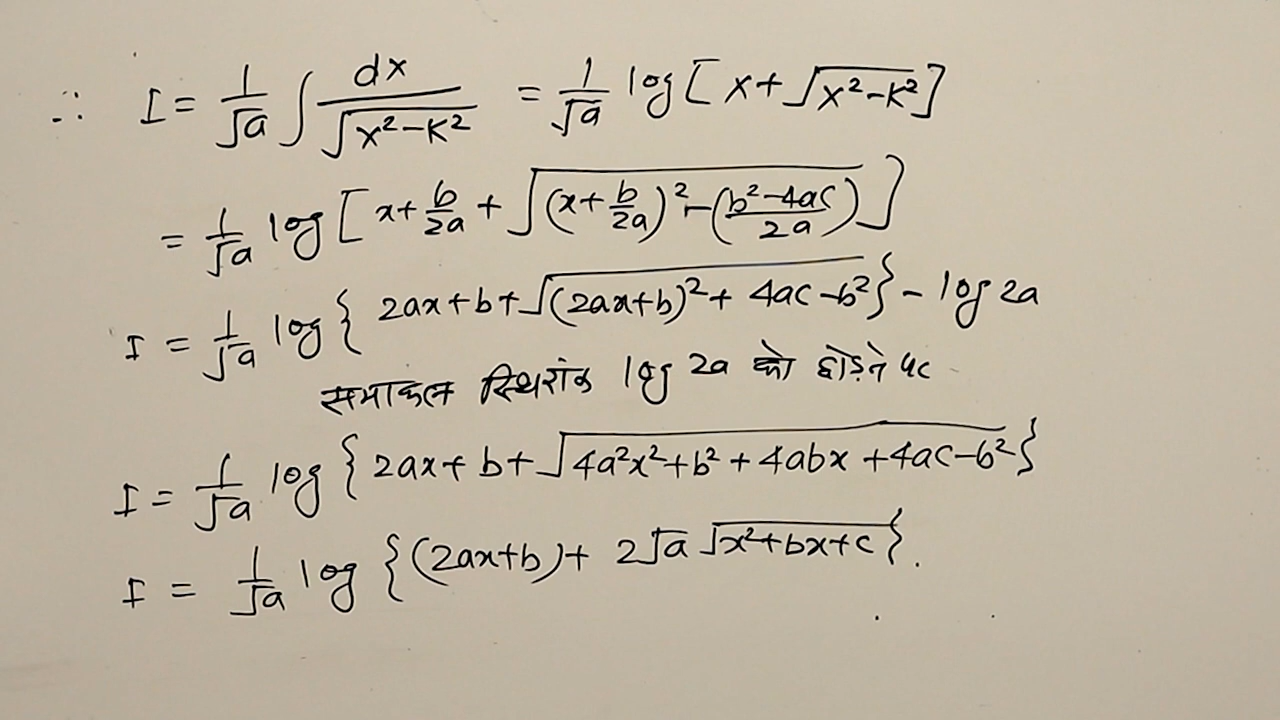 ∴ I = 1/√a ∫ dx/√(x²-K²) = 1/√a log[x+√(x²-K²)]
= 1/√a log[x+b/2a + √((x+b/2a)²-(b²-4ac/2a))]
I = 1/√a log{2ax+b+√((2ax+b)²+4ac-b²)} - log 2a
समाकल स्थिरांक log 2a को छोड़ने पर
I = 1/√a log{2ax+b+√(4a²x²+b²+4abx+4ac-b²)}
I = 1/√a log{(2ax+b)+2√a √(x²+bx+c)}.